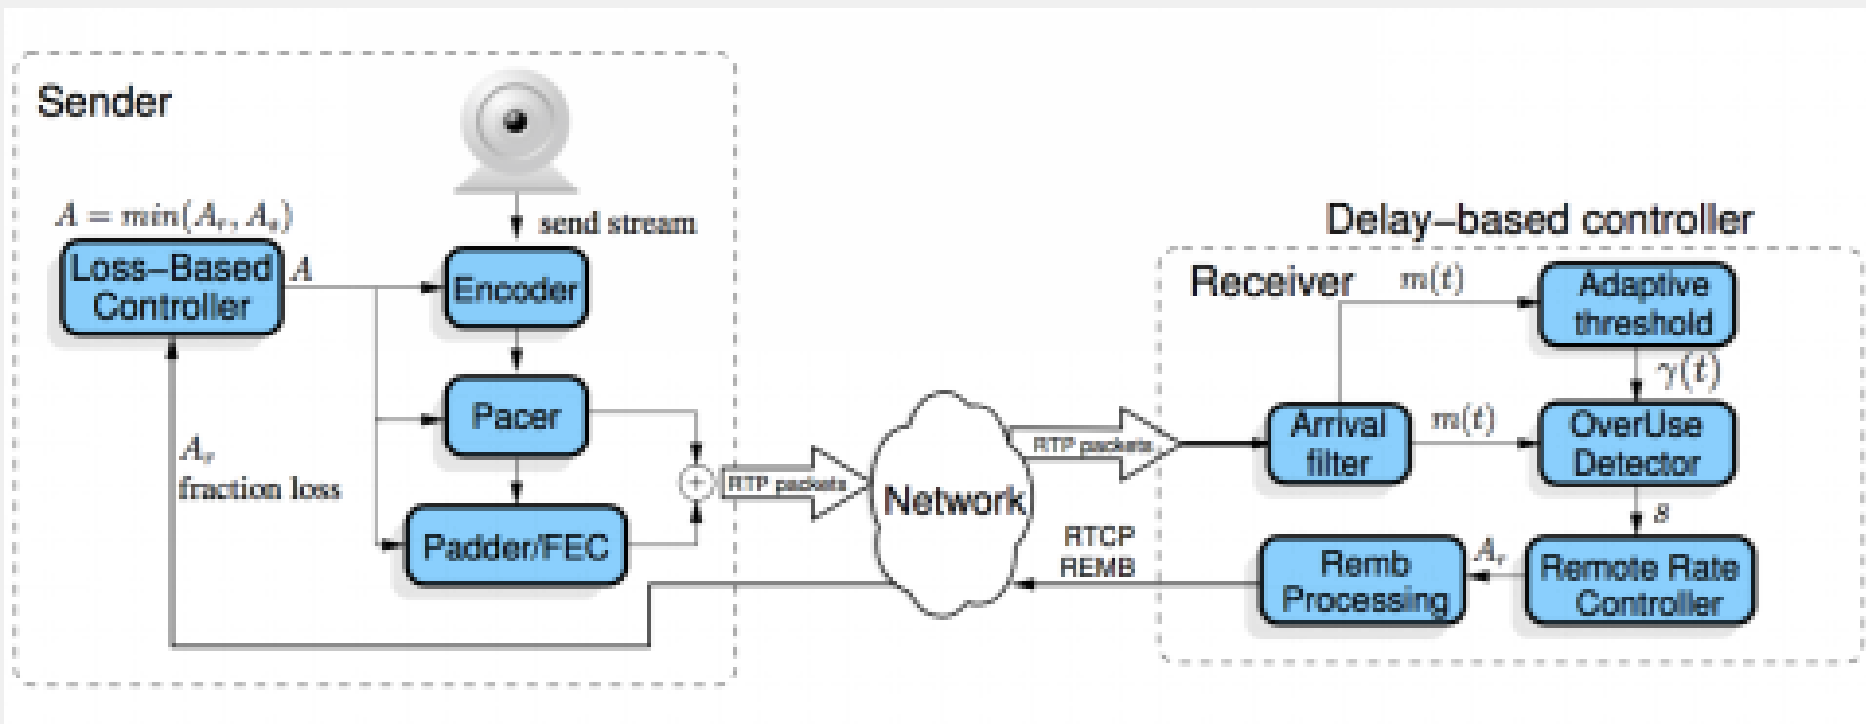 Sender
A = min(Aᵣ, Aₛ)
send stream
Loss–Based
Controller
A
Encoder
Pacer
Aᵣ
fraction loss
Padder/FEC
+
RTP packets
Network
RTP packets
RTCP
REMB
Delay–based controller
Receiver
m(t)
Adaptive
threshold
γ(t)
Arrival
filter
m(t)
OverUse
Detector
s
Remb
Processing
Aᵣ
Remote Rate
Controller